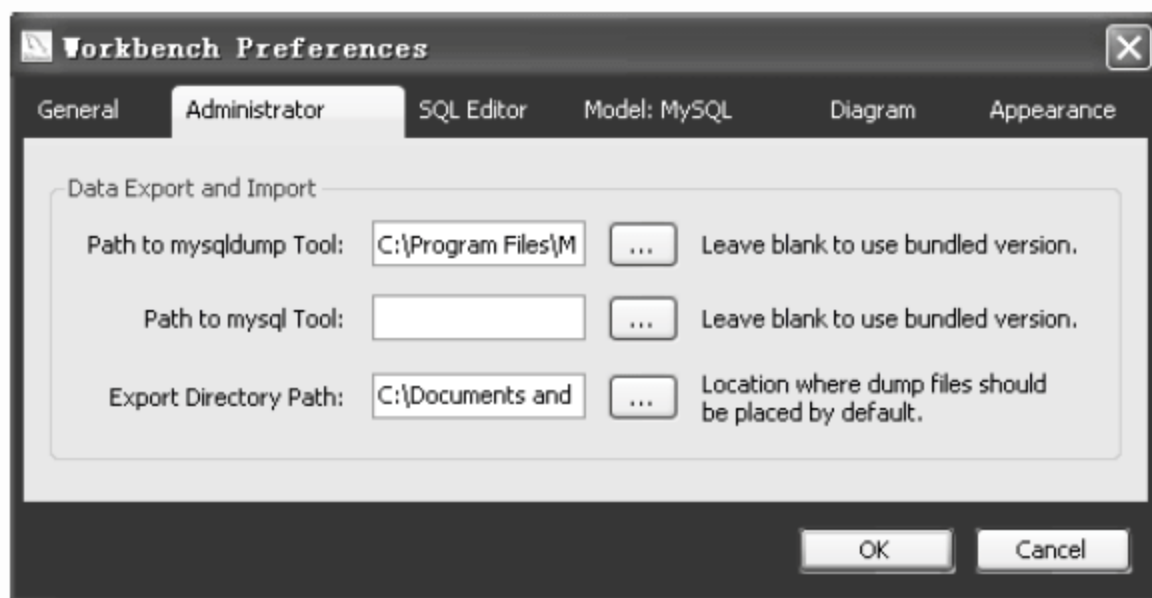 Workbench Preferences
General Administrator SQL Editor Model: MySQL Diagram Appearance
Data Export and Import
Path to mysqldump Tool: C:\Program Files\M ... Leave blank to use bundled version.
Path to mysql Tool: ... Leave blank to use bundled version.
Export Directory Path: C:\Documents and ... Location where dump files should
be placed by default.
OK Cancel